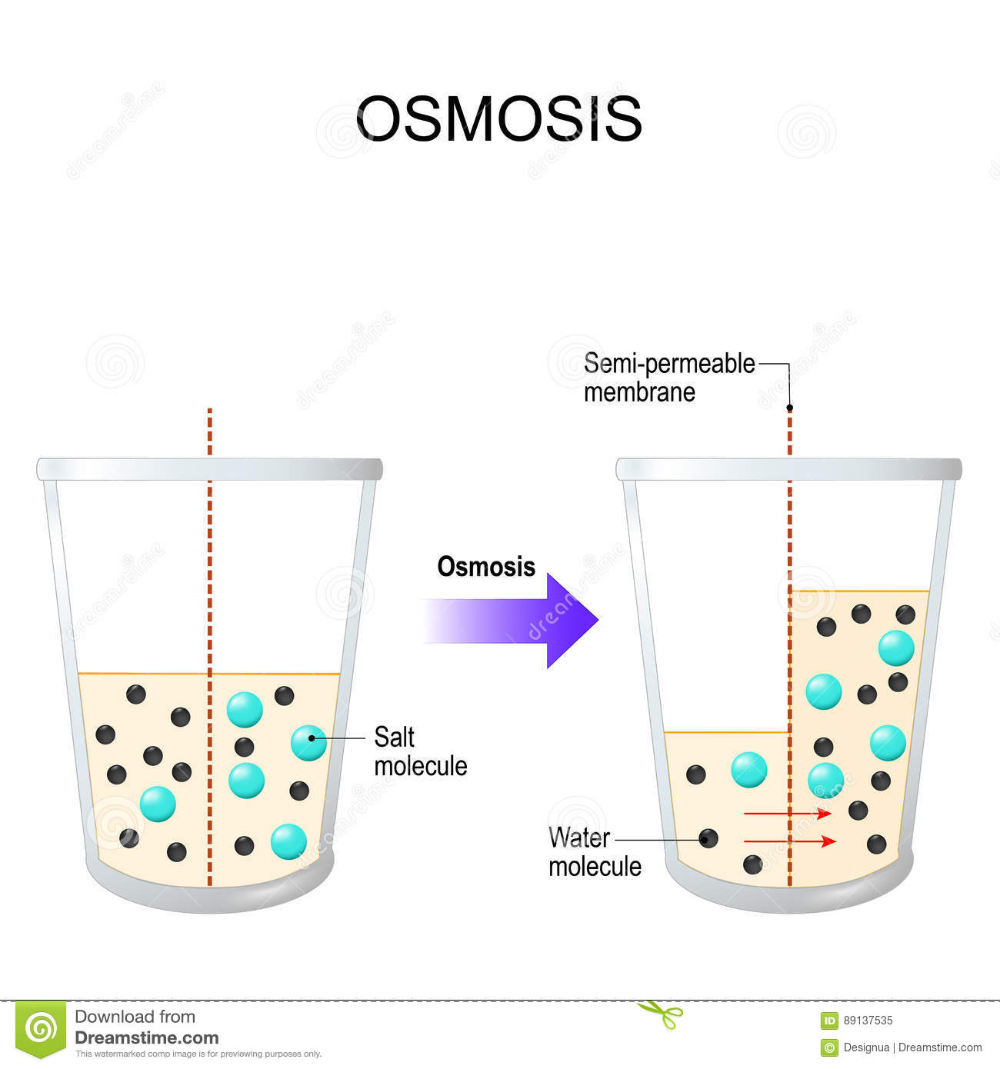 OSMOSIS
Semi-permeable
membrane
Osmosis
Salt
molecule
Water
molecule
dreamstime
Download from
Dreamstime.com
This watermarked comp image is for previewing purposes only.
ID 89137535
© Designua | Dreamstime.com